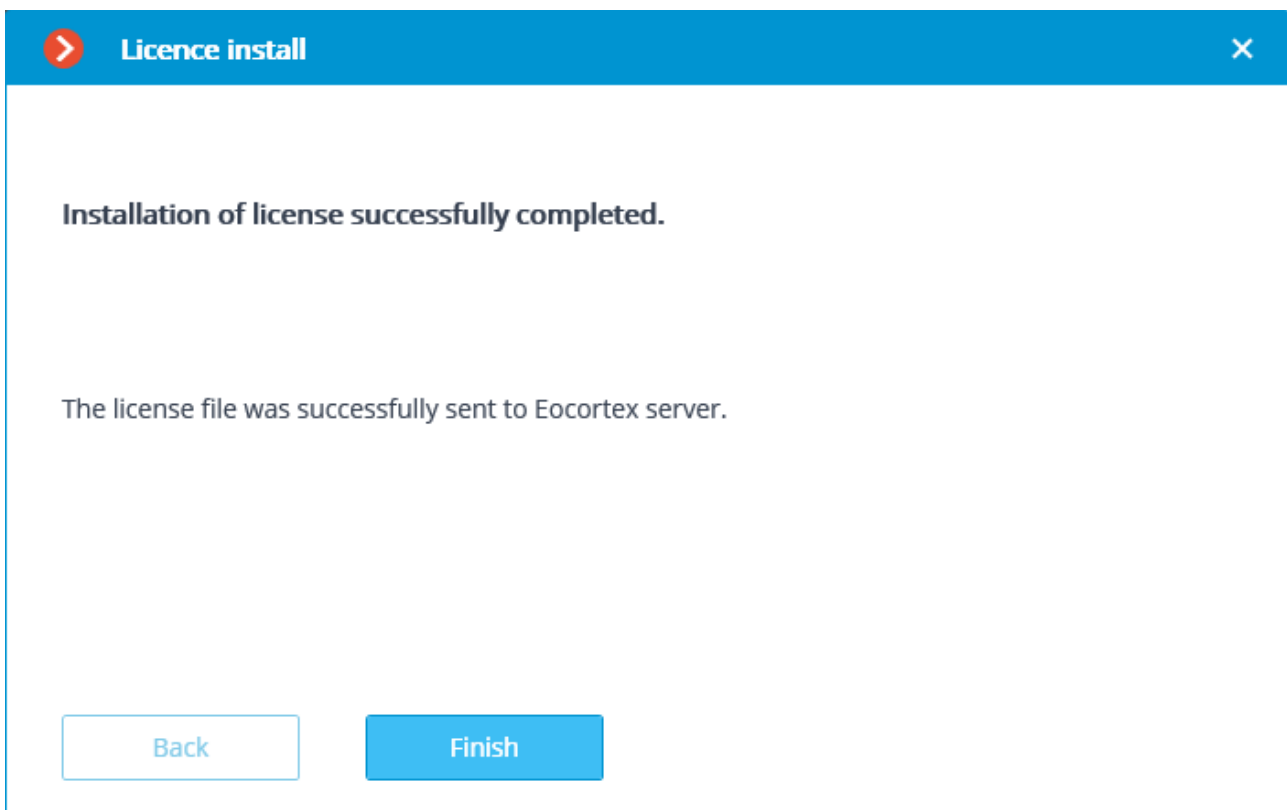 Licence install
Installation of license successfully completed.
The license file was successfully sent to Eocortex server.
Back
Finish